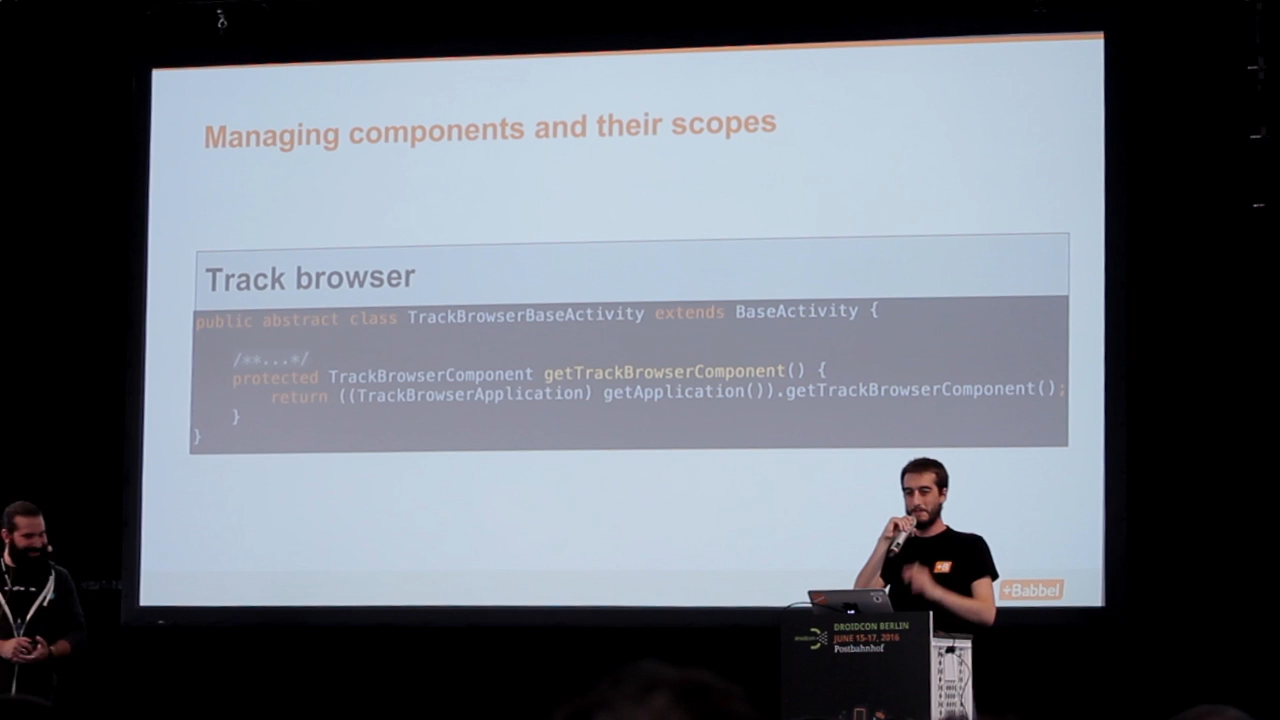 Managing components and their scopes
Track browser
public abstract class TrackBrowserBaseActivity extends BaseActivity {
/**...*/
protected TrackBrowserComponent getTrackBrowserComponent() {
return ((TrackBrowserApplication) getApplication()).getTrackBrowserComponent();
}
}
+Babbel
+B
droidcon
DROIDCON BERLIN
JUNE 15-17, 2016
Postbahnhof